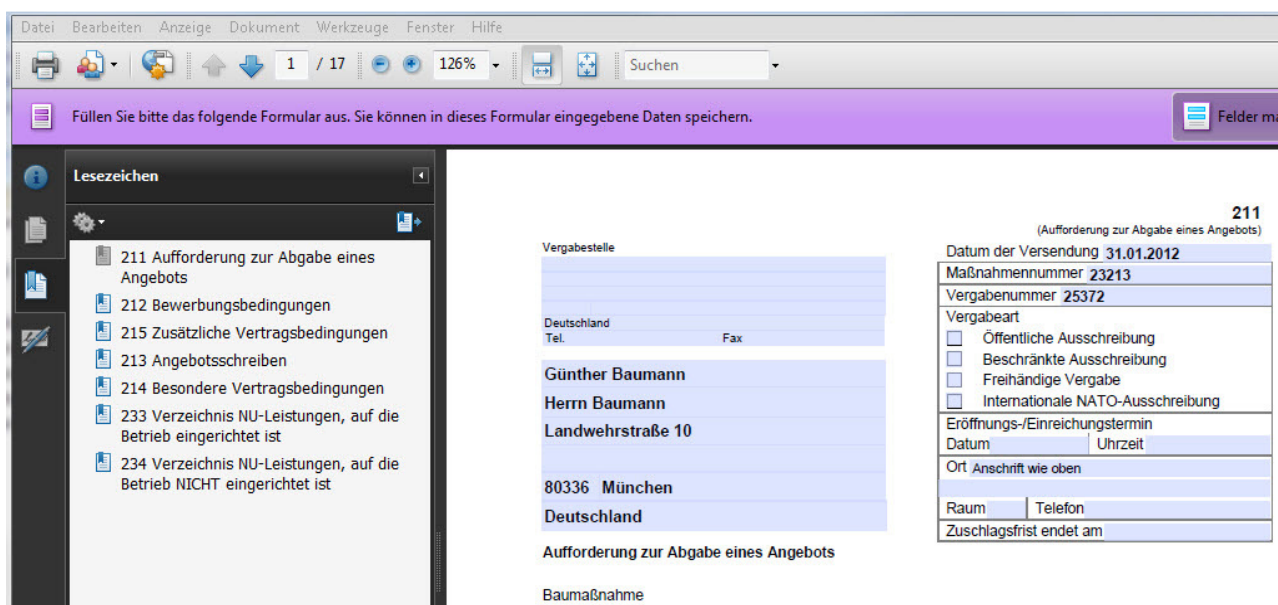 Datei Bearbeiten Anzeige Dokument Werkzeuge Fenster Hilfe
1 / 17 126% Suchen
Füllen Sie bitte das folgende Formular aus. Sie können in dieses Formular eingegebene Daten speichern.
Felder
Lesezeichen
211 Aufforderung zur Abgabe eines
Angebots
212 Bewerbungsbedingungen
215 Zusätzliche Vertragsbedingungen
213 Angebotsschreiben
214 Besondere Vertragsbedingungen
233 Verzeichnis NU-Leistungen, auf die
Betrieb eingerichtet ist
234 Verzeichnis NU-Leistungen, auf die
Betrieb NICHT eingerichtet ist
211
(Aufforderung zur Abgabe eines Angebots)
Vergabestelle
Deutschland
Tel. Fax
Günther Baumann
Herrn Baumann
Landwehrstraße 10
80336 München
Deutschland
Aufforderung zur Abgabe eines Angebots
Baumaßnahme
Datum der Versendung 31.01.2012
Maßnahmennummer 23213
Vergabenummer 25372
Vergabeart
Öffentliche Ausschreibung
Beschränkte Ausschreibung
Freihändige Vergabe
Internationale NATO-Ausschreibung
Eröffnungs-/Einreichungstermin
Datum Uhrzeit
Ort Anschrift wie oben
Raum Telefon
Zuschlagsfrist endet am